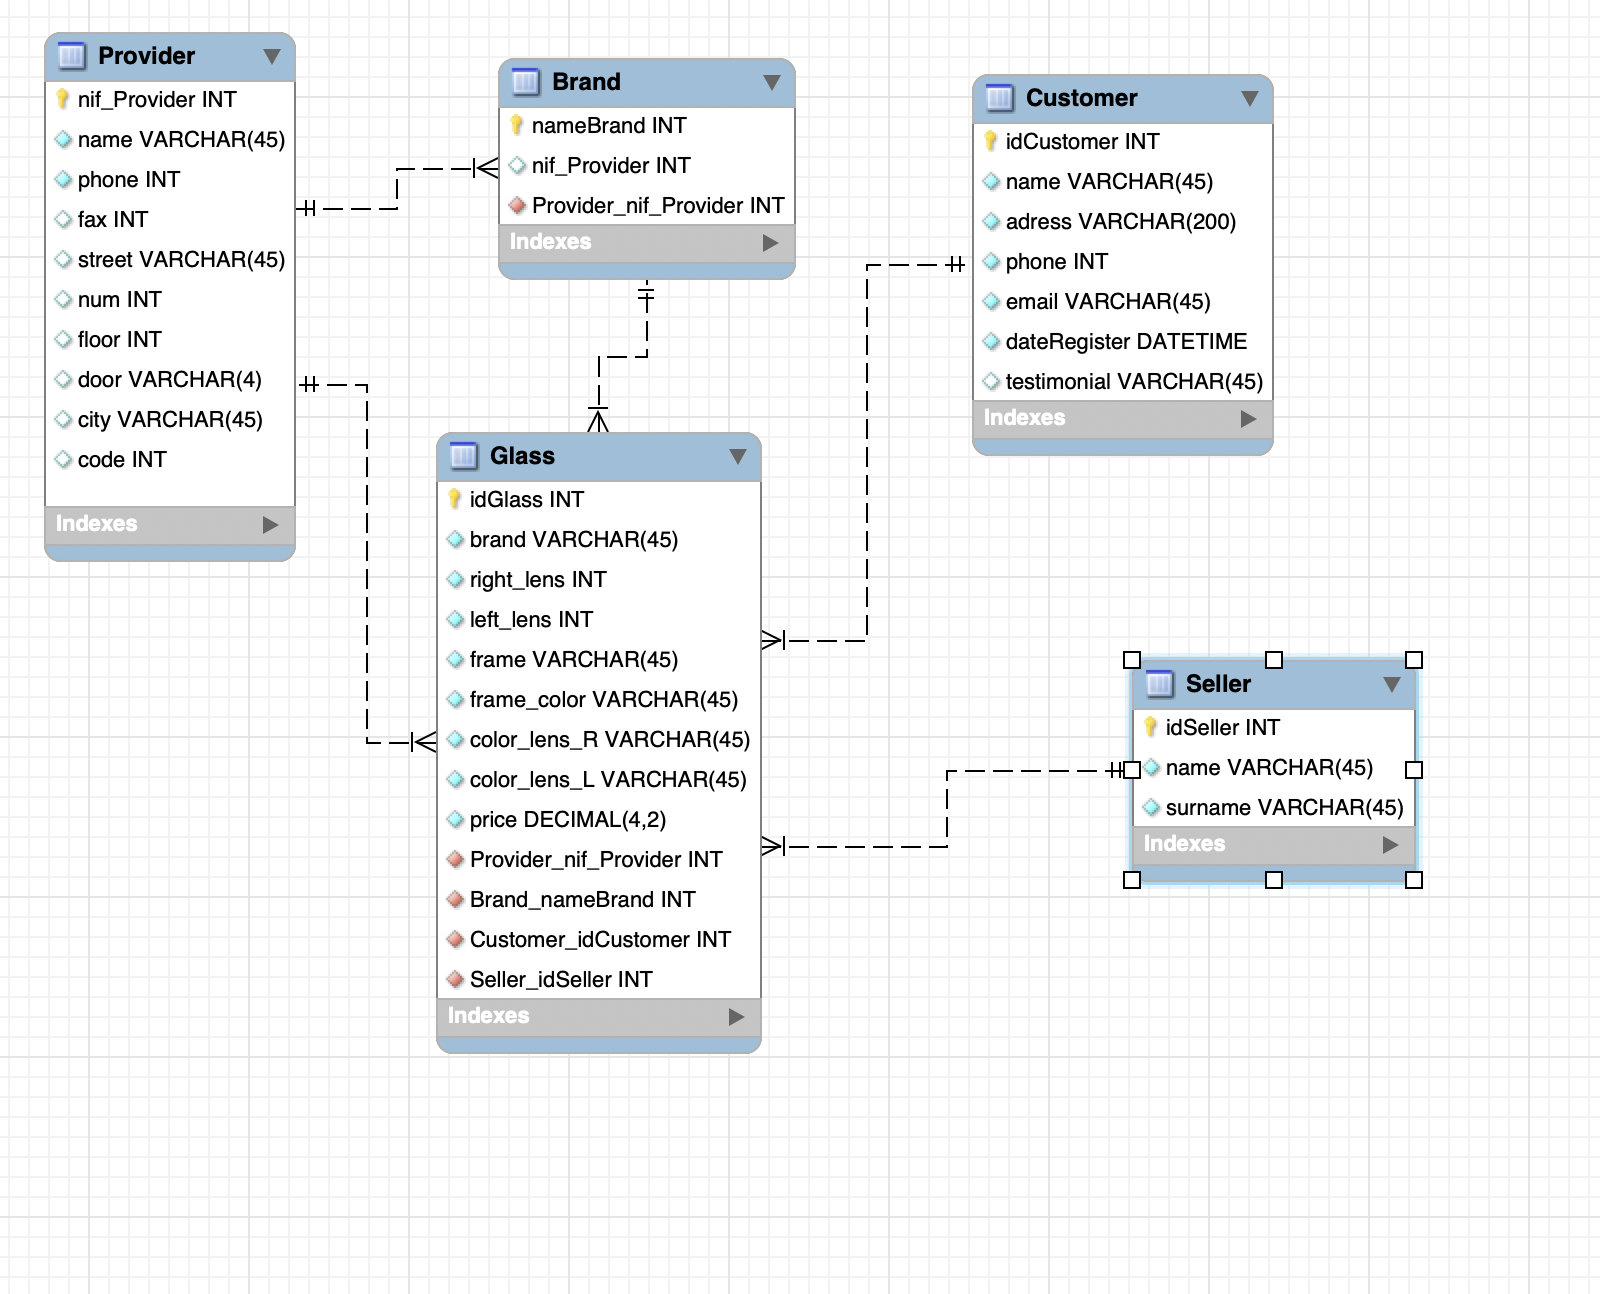 Provider
nif_Provider INT
name VARCHAR(45)
phone INT
fax INT
street VARCHAR(45)
num INT
floor INT
door VARCHAR(4)
city VARCHAR(45)
code INT
Indexes
Brand
nameBrand INT
nif_Provider INT
Provider_nif_Provider INT
Indexes
Customer
idCustomer INT
name VARCHAR(45)
adress VARCHAR(200)
phone INT
email VARCHAR(45)
dateRegister DATETIME
testimonial VARCHAR(45)
Indexes
Glass
idGlass INT
brand VARCHAR(45)
right_lens INT
left_lens INT
frame VARCHAR(45)
frame_color VARCHAR(45)
color_lens_R VARCHAR(45)
color_lens_L VARCHAR(45)
price DECIMAL(4,2)
Provider_nif_Provider INT
Brand_nameBrand INT
Customer_idCustomer INT
Seller_idSeller INT
Indexes
Seller
idSeller INT
name VARCHAR(45)
surname VARCHAR(45)
Indexes